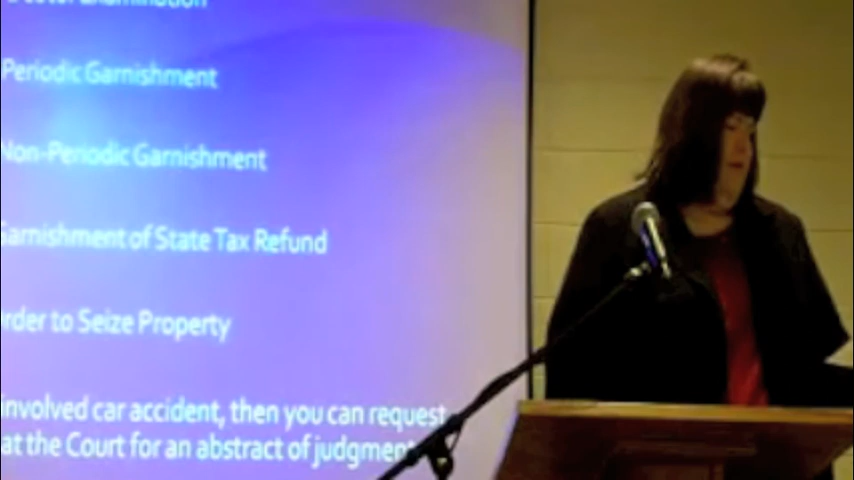 Examination
Periodic Garnishment
Non-Periodic Garnishment
Garnishment of State Tax Refund
rder to Seize Property
involved car accident, then you can request
at the Court for an abstract of judgment